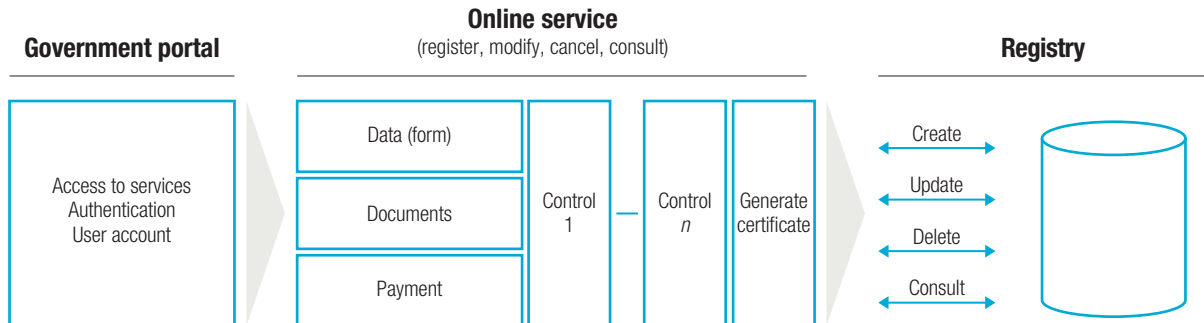 Government portal
Access to services
Authentication
User account
Online service
(register, modify, cancel, consult)
Data (form)
Documents
Payment
Control
1
Control
n
Generate
certificate
Registry
Create
Update
Delete
Consult